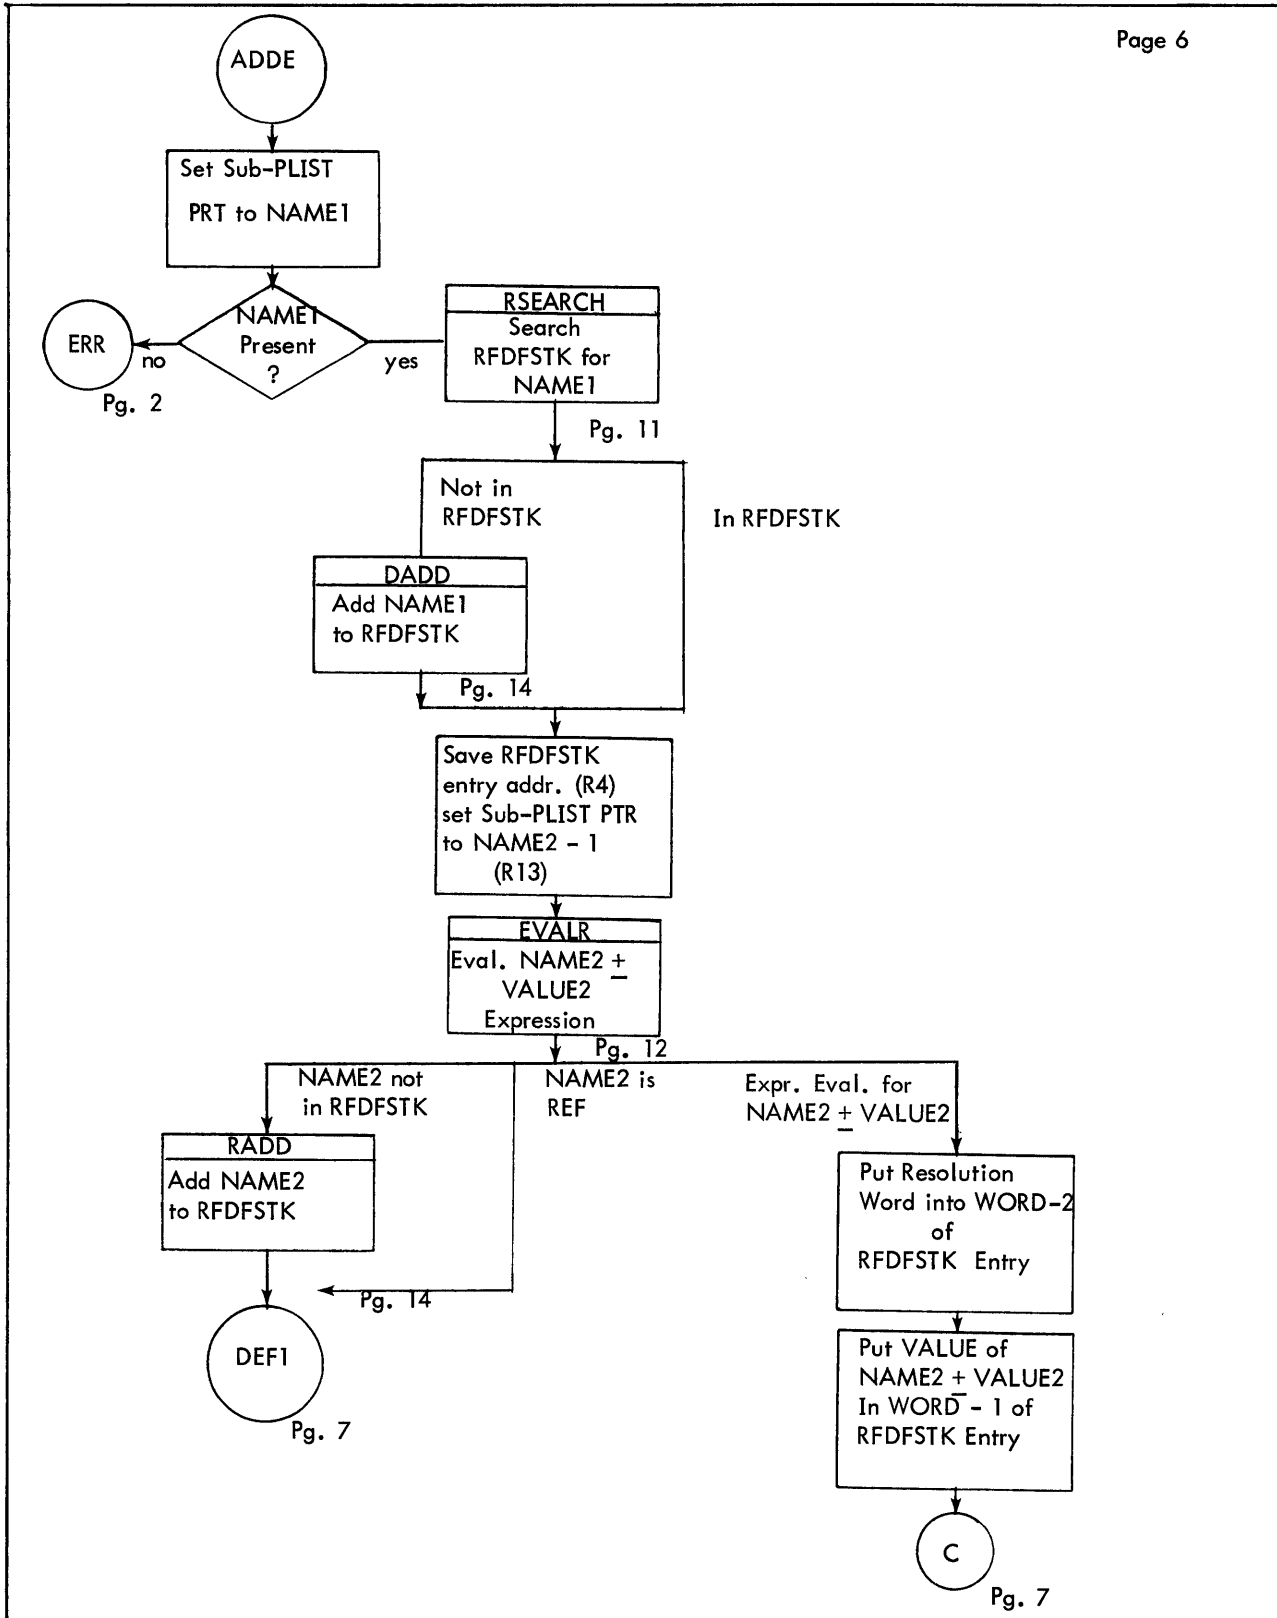 Page 6
ADDE
Set Sub-PLIST
PRT to NAME1
NAME1
Present
?
no
yes
ERR
Pg. 2
RSEARCH
Search
RFDFSTK for
NAME1
Pg. 11
Not in
RFDFSTK
In RFDFSTK
DADD
Add NAME1
to RFDFSTK
Pg. 14
Save RFDFSTK
entry addr. (R4)
set Sub-PLIST PTR
to NAME2 - 1
(R13)
EVALR
Eval. NAME2 ±
VALUE2
Expression
Pg. 12
NAME2 not
in RFDFSTK
NAME2 is
REF
Expr. Eval. for
NAME2 ± VALUE2
RADD
Add NAME2
to RFDFSTK
Pg. 14
DEF1
Pg. 7
Put Resolution
Word into WORD-2
of
RFDFSTK Entry
Put VALUE of
NAME2 ± VALUE2
In WORD - 1 of
RFDFSTK Entry
C
Pg. 7